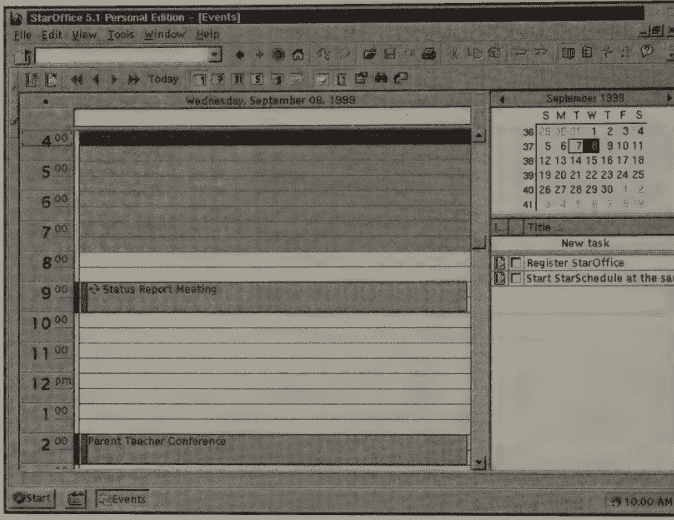 StarOffice 5.1 Personal Edition - [Events]
File Edit View Tools Window Help
Today
Wednesday, September 08, 1999
4 00
5 00
6 00
7 00
8 00
9 00 Status Report Meeting
10 00
11 00
12 pm
1 00
2 00 Parent Teacher Conference
September 1999
S M T W T F S
36 29 30 31 1 2 3 4
37 5 6 7 8 9 10 11
38 12 13 14 15 16 17 18
39 19 20 21 22 23 24 25
40 26 27 28 29 30 1 2
41 3 4 5 6 7 8 9
Title
New task
Register StarOffice
Start StarSchedule at the sa
Start
Events
10:00 AM